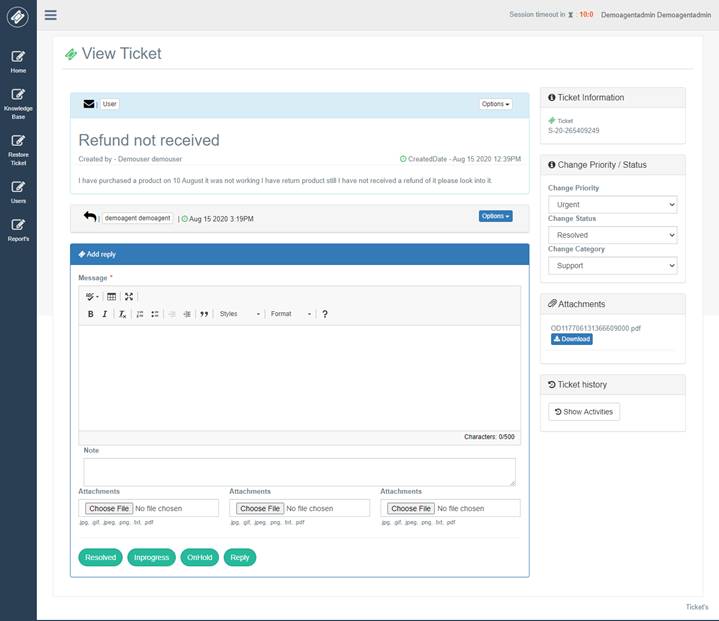 Session timeout in : 10:0 Demoagentadmin Demoagentadmin
Home
Knowledge
Base
Restore
Ticket
Users
Report's
View Ticket
| User
Options
Refund not received
Created by - Demouser demouser
CreatedDate - Aug 15 2020 12:39PM
I have purchased a product on 10 August it was not working I have return product still I have not received a refund of it please look into it.
| demoagent demoagent | Aug 15 2020 3:19PM
Options
Add reply
Message *
B I Tx Styles Format ?
Characters: 0/500
Note
Attachments Attachments Attachments
Choose File No file chosen Choose File No file chosen Choose File No file chosen
.jpg, .gif, .jpeg, .png, .txt, .pdf .jpg, .gif, .jpeg, .png, .txt, .pdf .jpg, .gif, .jpeg, .png, .txt, .pdf
Resolved Inprogress OnHold Reply
Ticket Information
Ticket
S-20-265409249
Change Priority / Status
Change Priority
Urgent
Change Status
Resolved
Change Category
Support
Attachments
OD117706131366609000.pdf
Download
Ticket history
Show Activities
Ticket's